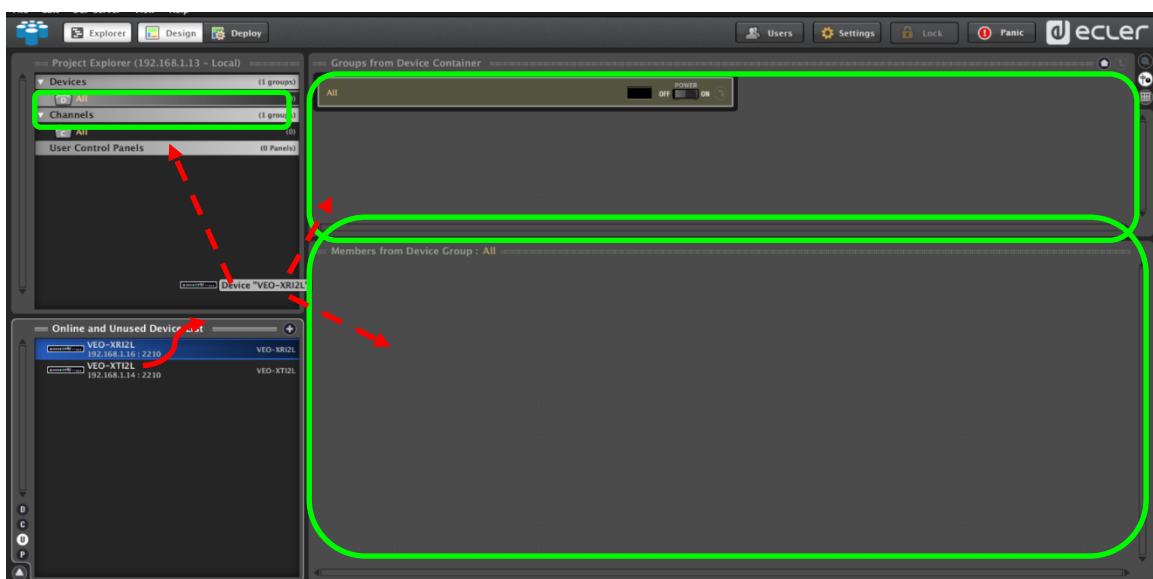 Explorer Design Deploy Users Settings Lock Panic ecler
Project Explorer (192.168.1.13 – Local)
Devices (1 groups)
D All
Channels (1 groups)
C All (0)
User Control Panels (0 Panels)
Device "VEO-XRI2L"
Online and Unused Device List
VEO-XRI2L
192.168.1.16 : 2210 VEO-XRI2L
VEO-XTI2L
192.168.1.14 : 2210 VEO-XTI2L
D
C
U
P
Groups from Device Container
All OFF POWER ON
Members from Device Group : All